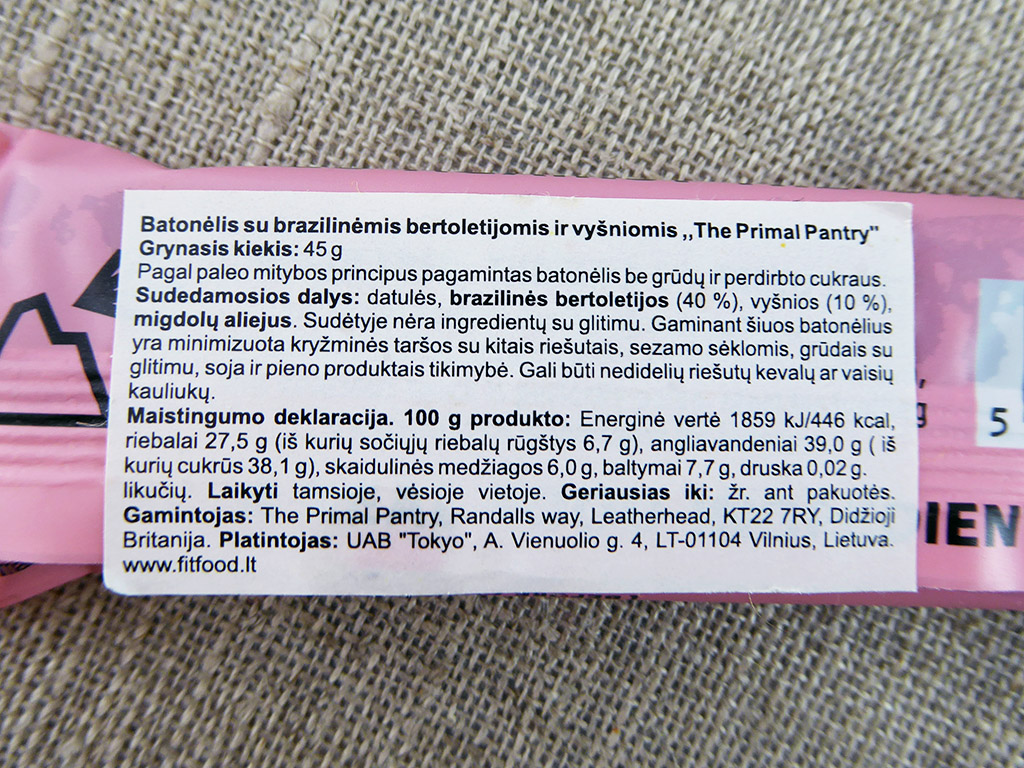 Batonėlis su brazilinėmis bertoletijomis ir vyšniomis ,,The Primal Pantry"
Grynasis kiekis: 45 g
Pagal paleo mitybos principus pagamintas batonėlis be grūdų ir perdirbto cukraus.
Sudedamosios dalys: datulės, brazilinės bertoletijos (40 %), vyšnios (10 %),
migdolų aliejus. Sudėtyje nėra ingredientų su glitimu. Gaminant šiuos batonėlius
yra minimizuota kryžminės taršos su kitais riešutais, sezamo sėklomis, grūdais su
glitimu, soja ir pieno produktais tikimybė. Gali būti nedidelių riešutų kevalų ar vaisių
kauliukų.
Maistingumo deklaracija. 100 g produkto: Energinė vertė 1859 kJ/446 kcal,
riebalai 27,5 g (iš kurių sočiųjų riebalų rūgštys 6,7 g), angliavandeniai 39,0 g ( iš
kurių cukrūs 38,1 g), skaidulinės medžiagos 6,0 g, baltymai 7,7 g, druska 0,02 g.
likučių. Laikyti tamsioje, vėsioje vietoje. Geriausias iki: žr. ant pakuotės.
Gamintojas: The Primal Pantry, Randalls way, Leatherhead, KT22 7RY, Didžioji
Britanija. Platintojas: UAB "Tokyo", A. Vienuolio g. 4, LT-01104 Vilnius, Lietuva.
www.fitfood.lt
5
DIEN